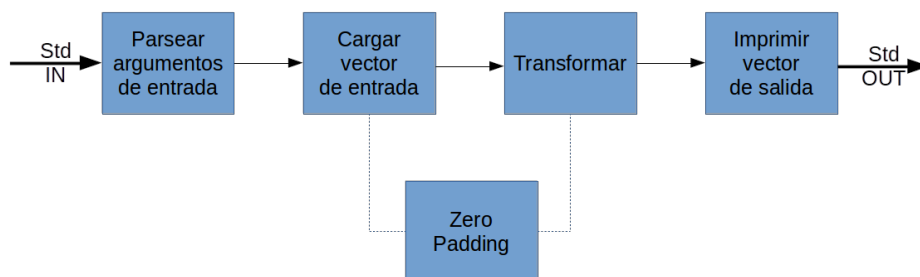 Std
IN
Parsear
argumentos
de entrada
Cargar
vector
de entrada
Transformar
Imprimir
vector
de salida
Std
OUT
Zero
Padding